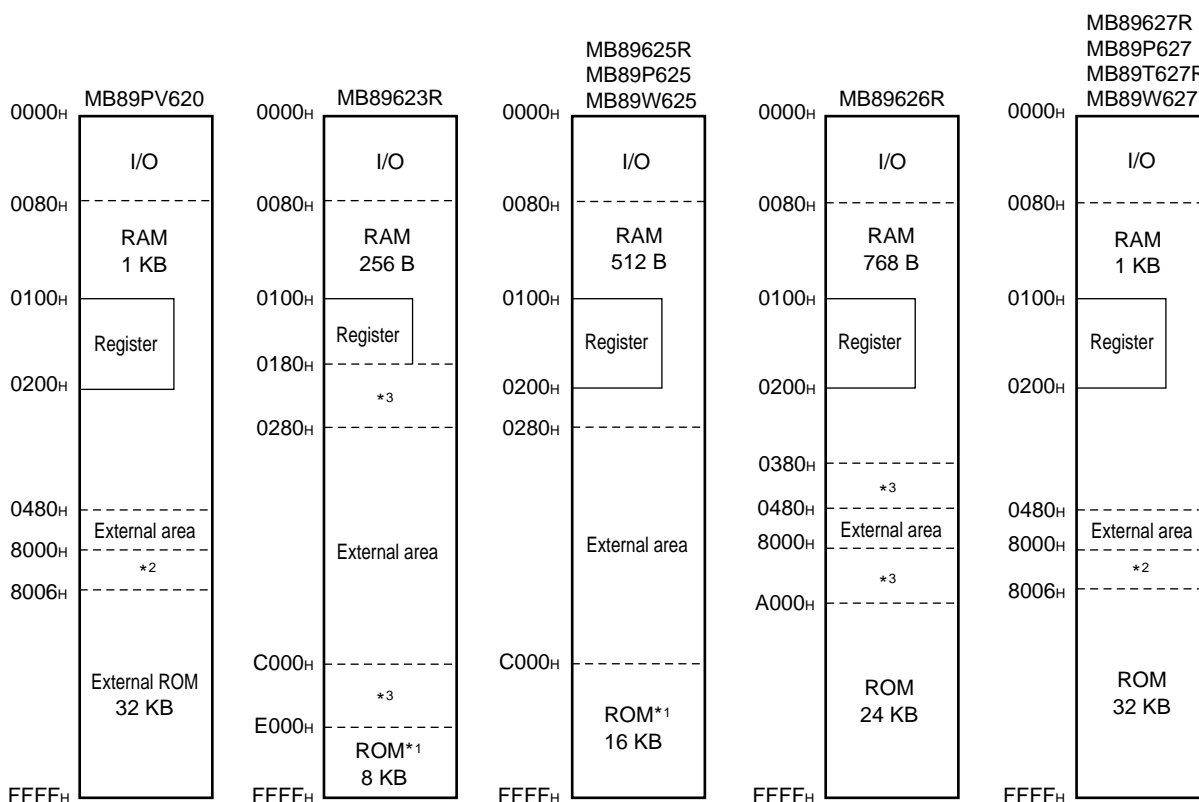 MB89PV620
0000H
I/O
0080H
RAM
1 KB
0100H
Register
0200H
0480H
External area
8000H
*2
8006H
External ROM
32 KB
FFFFH
MB89623R
0000H
I/O
0080H
RAM
256 B
0100H
Register
0180H
*3
0280H
External area
C000H
*3
E000H
ROM*1
8 KB
FFFFH
MB89625R
MB89P625
MB89W625
0000H
I/O
0080H
RAM
512 B
0100H
Register
0200H
0280H
External area
C000H
ROM*1
16 KB
FFFFH
MB89626R
0000H
I/O
0080H
RAM
768 B
0100H
Register
0200H
0380H
*3
0480H
External area
8000H
*3
A000H
ROM
24 KB
FFFFH
MB89627R
MB89P627
MB89T627R
MB89W627
0000H
I/O
0080H
RAM
1 KB
0100H
Register
0200H
0480H
External area
8000H
*2
8006H
ROM
32 KB
FFFFH